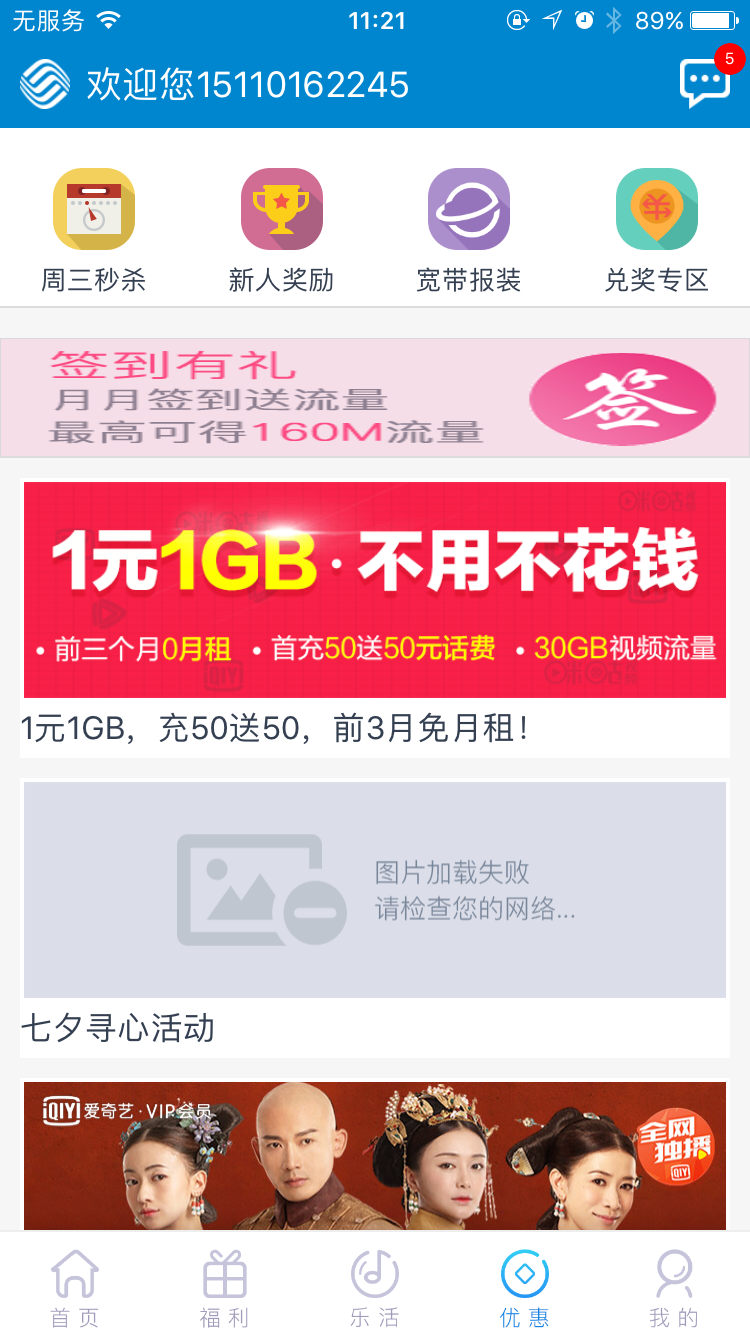 无服务 11:21 89%
欢迎您15110162245
5
周三秒杀 新人奖励 宽带报装 兑奖专区
签到有礼
月月签到送流量
最高可得160M流量
签
1元1GB·不用不花钱
• 前三个月0月租 • 首充50送50元话费 • 30GB视频流量
1元1GB，充50送50，前3月免月租！
图片加载失败
请检查您的网络...
七夕寻心活动
iQIYI 爱奇艺·VIP会员
全网
独播
QIY
首页 福利 乐活 优惠 我的